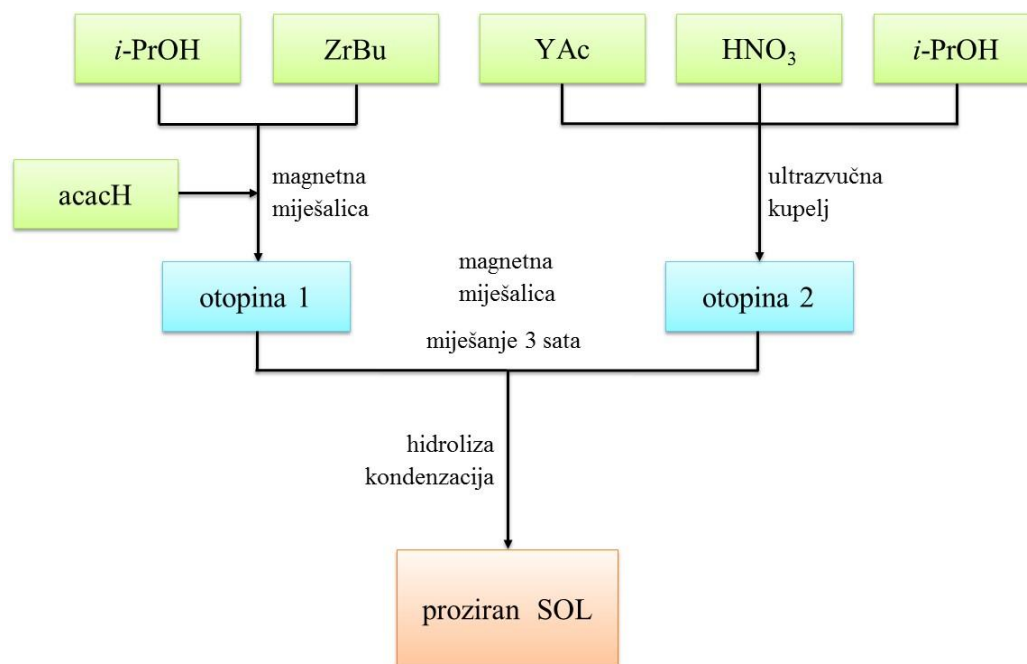 i-PrOH
ZrBu
YAc
HNO₃
i-PrOH
acacH
magnetna
miješalica
ultrazvučna
kupelj
otopina 1
magnetna
miješalica
otopina 2
miješanje 3 sata
hidroliza
kondenzacija
proziran SOL